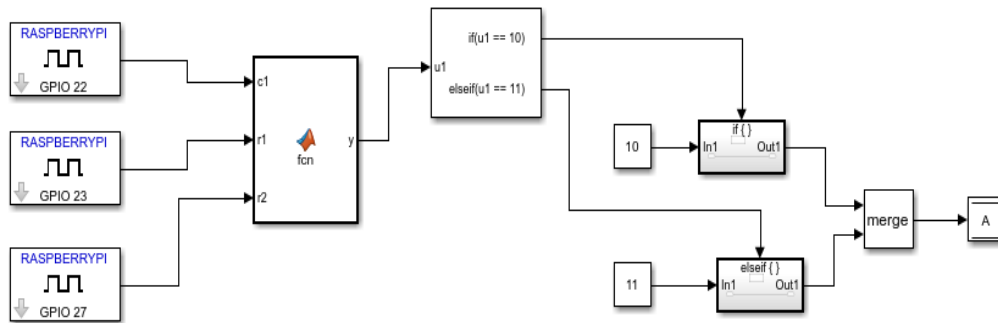 RASPBERRYPI
GPIO 22
RASPBERRYPI
GPIO 23
RASPBERRYPI
GPIO 27
c1
r1
r2
y
fcn
u1
if(u1 == 10)
elseif(u1 == 11)
10
if { }
In1
Out1
11
elseif { }
In1
Out1
merge
A